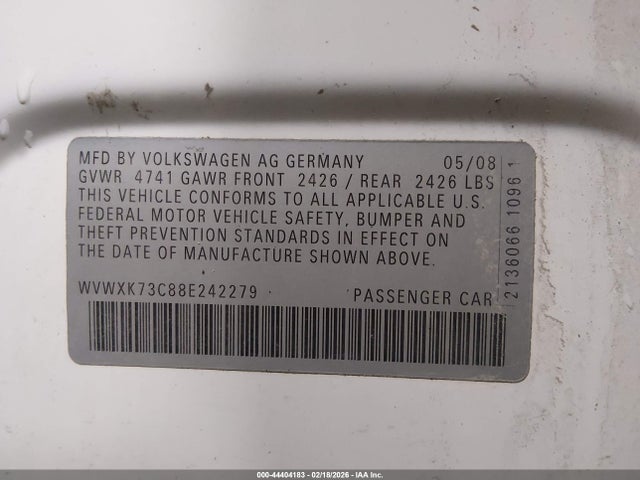 MFD BY VOLKSWAGEN AG GERMANY 05/08
GVWR 4741 GAWR FRONT 2426 / REAR 2426 LBS
THIS VEHICLE CONFORMS TO ALL APPLICABLE U.S.
FEDERAL MOTOR VEHICLE SAFETY, BUMPER AND
THEFT PREVENTION STANDARDS IN EFFECT ON
THE DATE OF MANUFACTURE SHOWN ABOVE.
WVWXK73C88E242279 PASSENGER CAR
2136066 1096 1
000-44404183 - 02/18/2026 - IAA Inc.